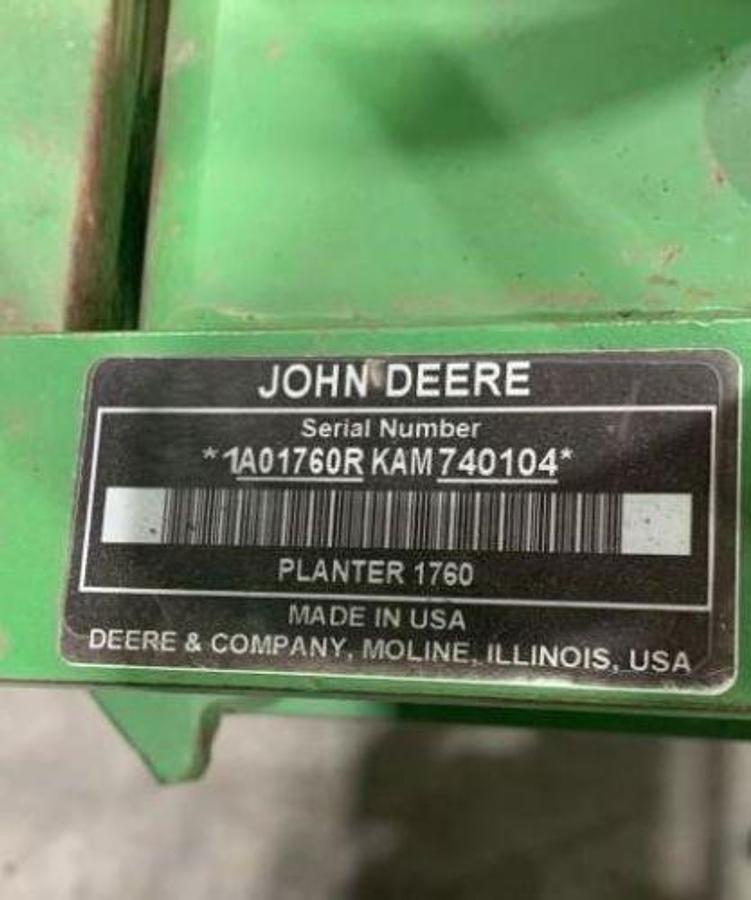 JOHN DEERE
Serial Number
*1A01760R KAM 740104*
PLANTER 1760
MADE IN USA
DEERE & COMPANY, MOLINE, ILLINOIS, USA